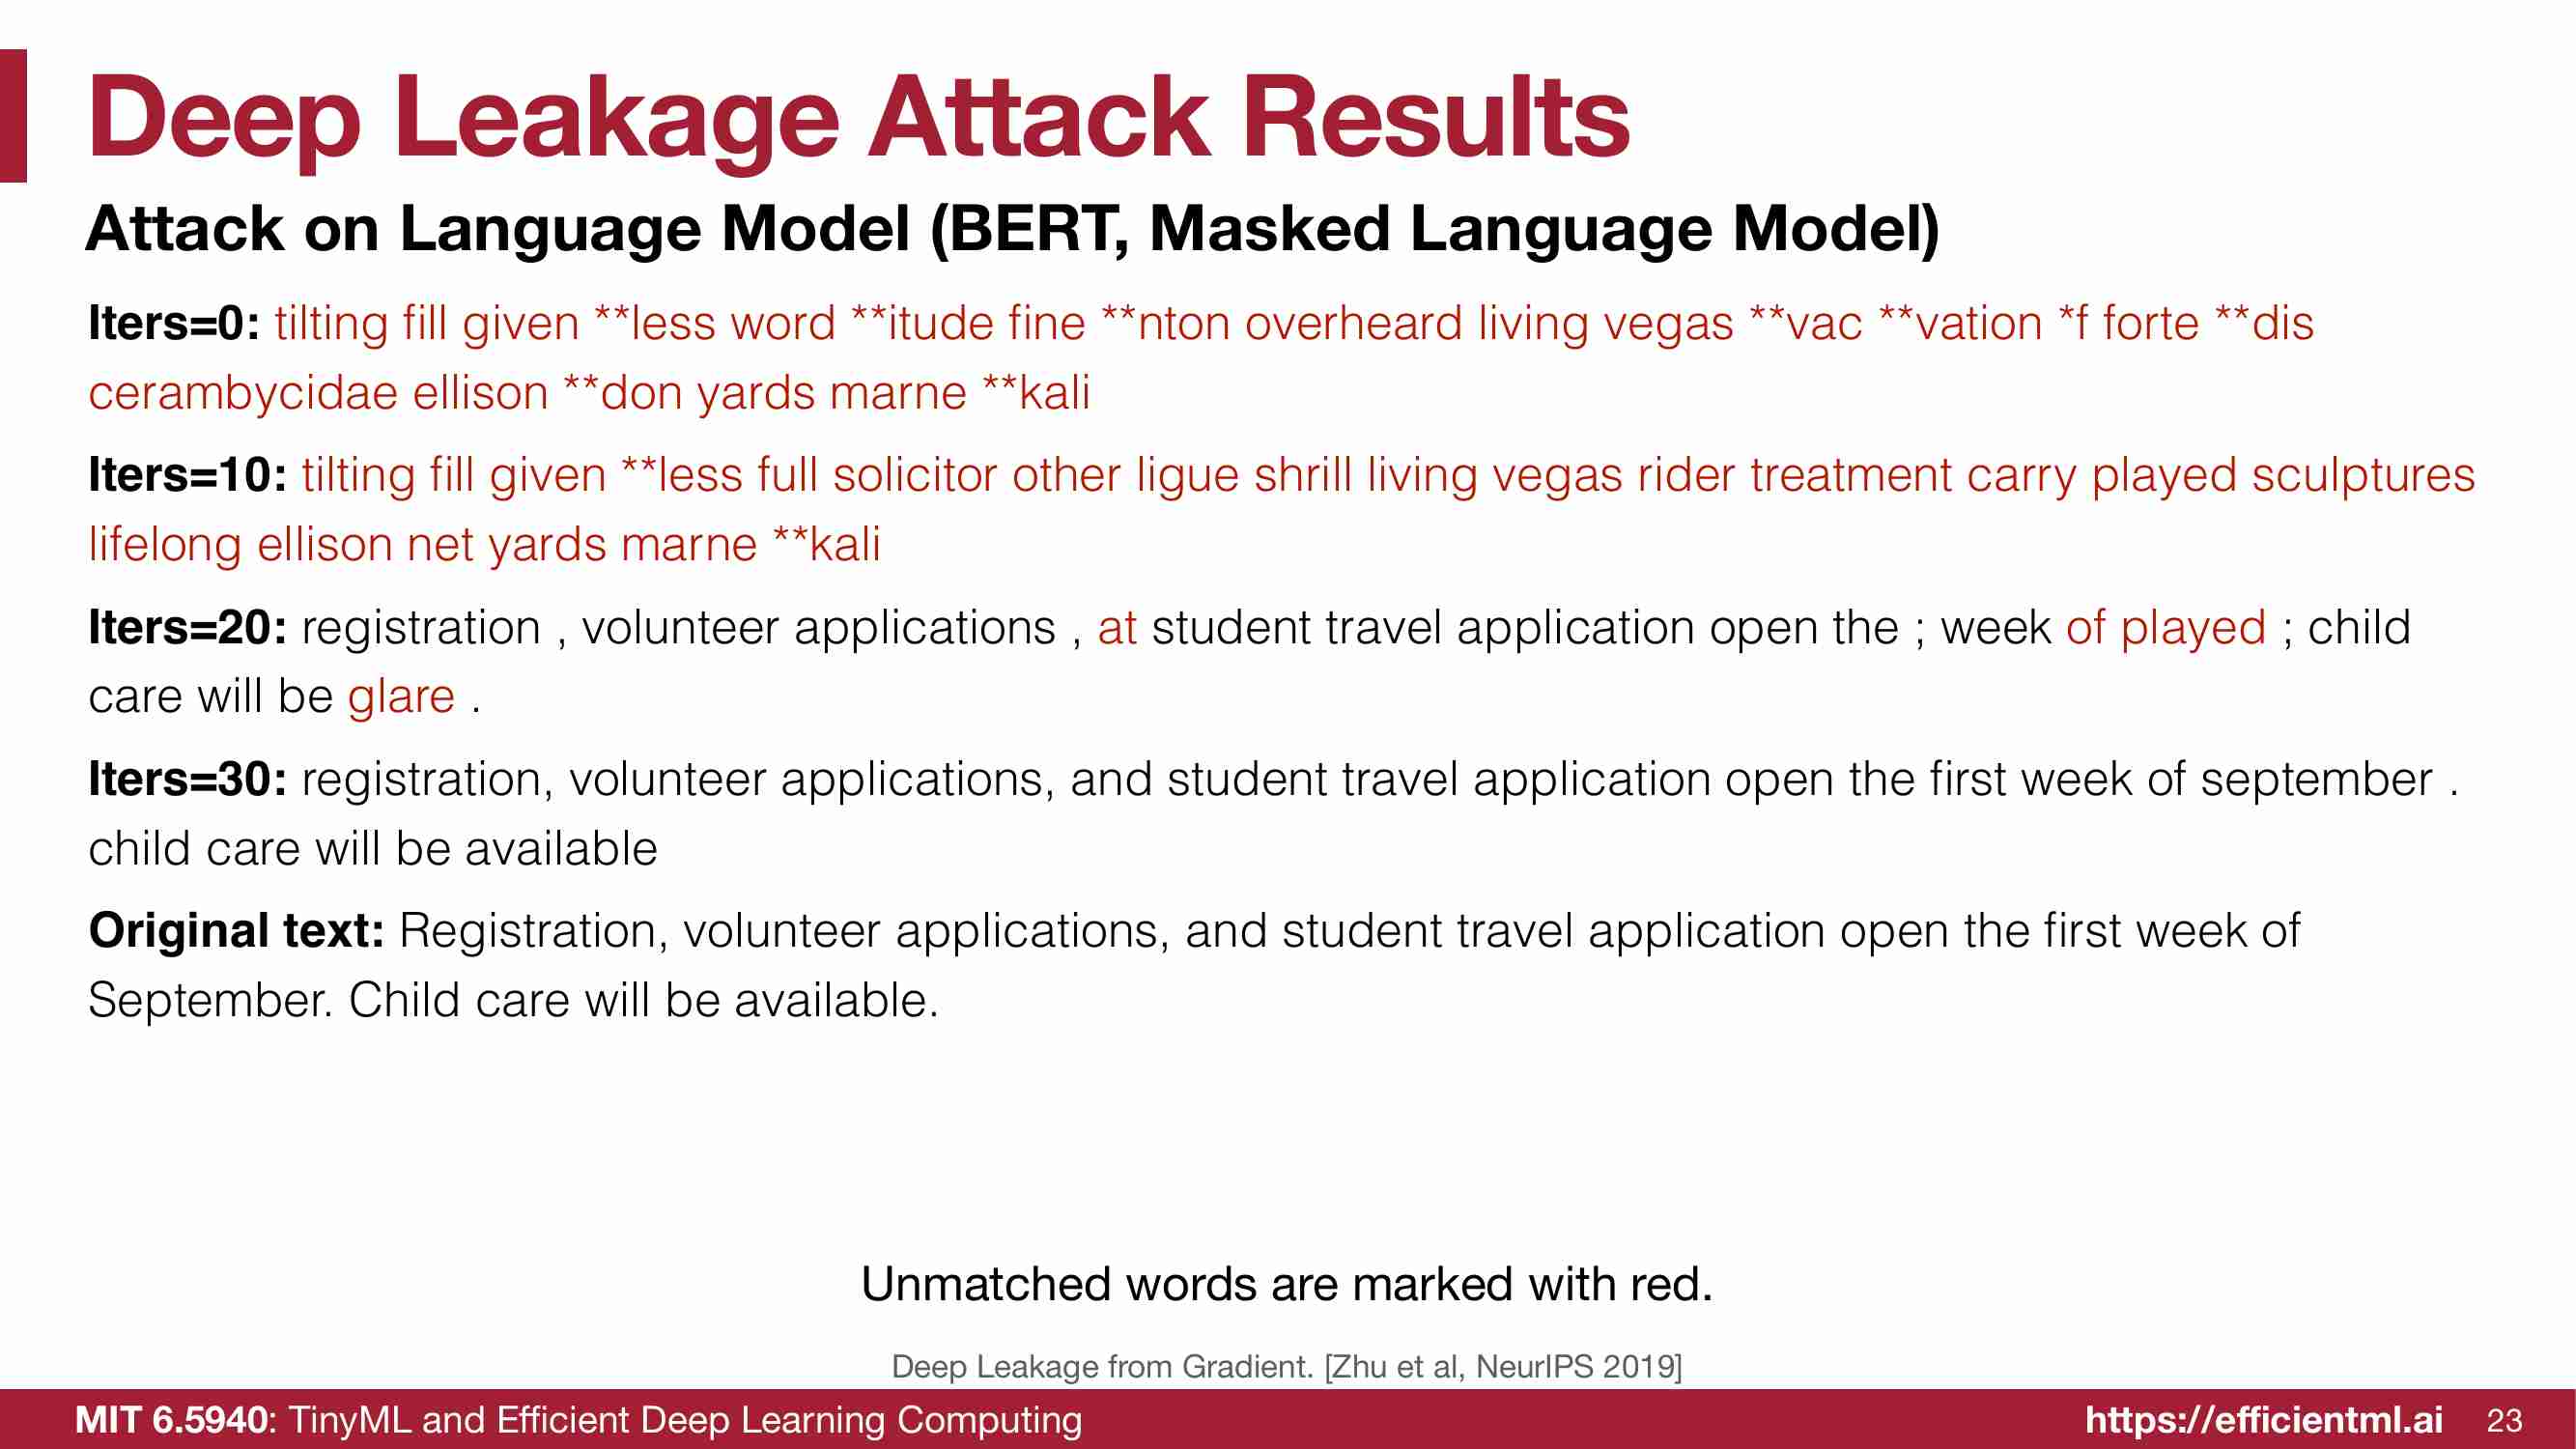 Deep Leakage Attack Results
Attack on Language Model (BERT, Masked Language Model)
Iters=0: tilting fill given **less word **itude fine **nton overheard living vegas **vac **vation *f forte **dis
cerambycidae ellison **don yards marne **kali
Iters=10: tilting fill given **less full solicitor other ligue shrill living vegas rider treatment carry played sculptures
lifelong ellison net yards marne **kali
Iters=20: registration , volunteer applications , at student travel application open the ; week of played ; child
care will be glare .
Iters=30: registration, volunteer applications, and student travel application open the first week of september .
child care will be available
Original text: Registration, volunteer applications, and student travel application open the first week of
September. Child care will be available.
Unmatched words are marked with red.
Deep Leakage from Gradient. [Zhu et al, NeurIPS 2019]
MIT 6.5940: TinyML and Efficient Deep Learning Computing
https://efficientml.ai 23